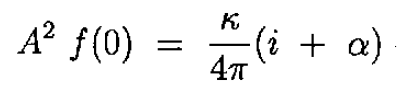 A² f(0) = κ/4π (i + α)